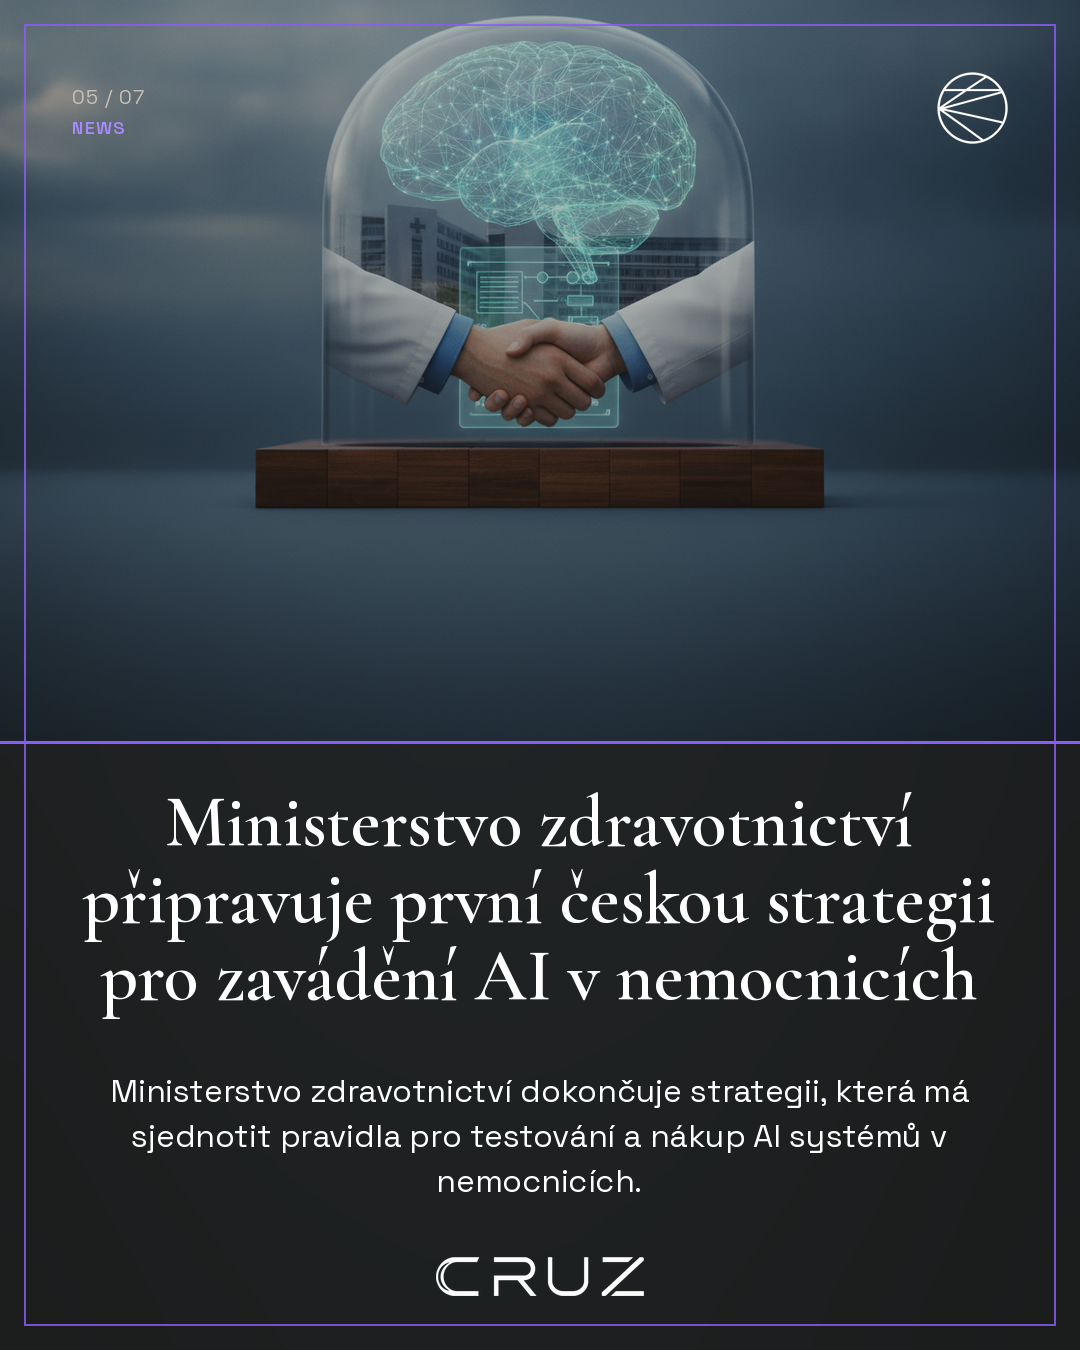 05 / 07
NEWS
Ministerstvo zdravotnictví
připravuje první českou strategii
pro zavádění AI v nemocnicích
Ministerstvo zdravotnictví dokončuje strategii, která má
sjednotit pravidla pro testování a nákup AI systémů v
nemocnicích.
CRUZ